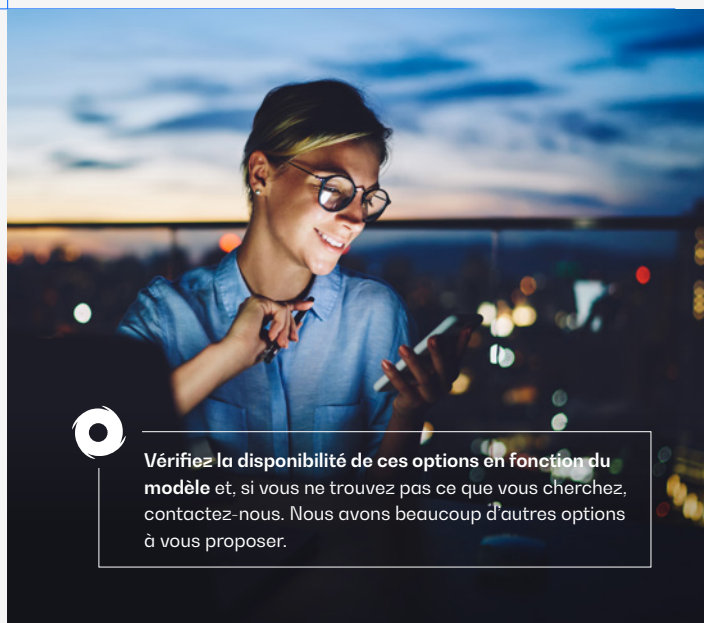 Vérifiez la disponibilité de ces options en fonction du
modèle et, si vous ne trouvez pas ce que vous cherchez,
contactez-nous. Nous avons beaucoup d'autres options
à vous proposer.